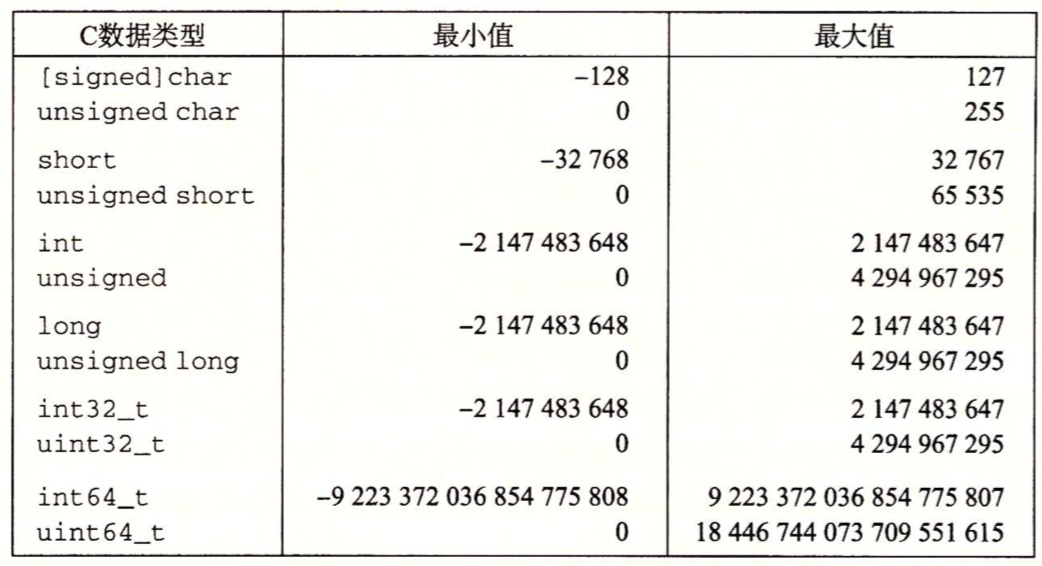 C数据类型 最小值 最大值
[signed]char –128 127
unsigned char 0 255
short –32 768 32 767
unsigned short 0 65 535
int –2 147 483 648 2 147 483 647
unsigned 0 4 294 967 295
long –2 147 483 648 2 147 483 647
unsigned long 0 4 294 967 295
int32_t –2 147 483 648 2 147 483 647
uint32_t 0 4 294 967 295
int64_t –9 223 372 036 854 775 808 9 223 372 036 854 775 807
uint64_t 0 18 446 744 073 709 551 615